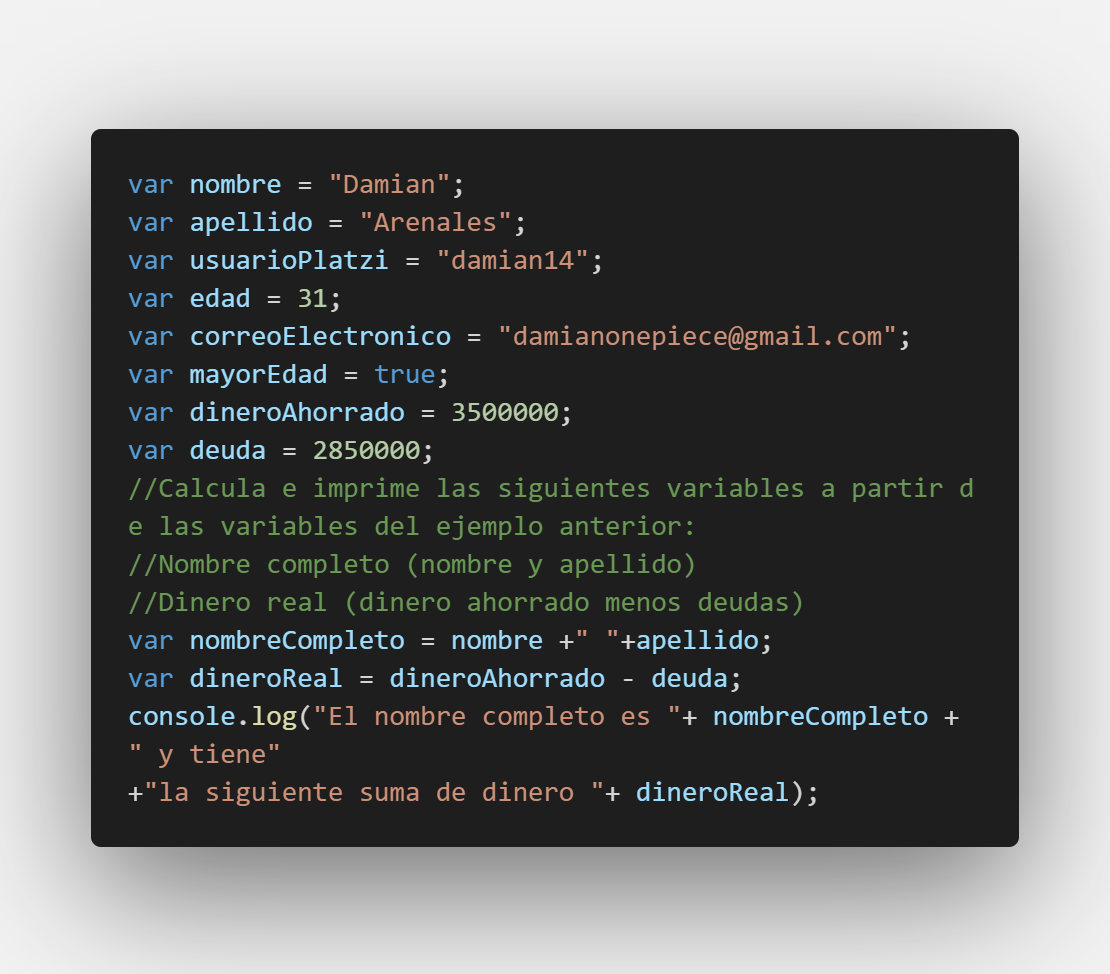 var nombre = "Damian";
var apellido = "Arenales";
var usuarioPlatzi = "damian14";
var edad = 31;
var correoElectronico = "damianonepiece@gmail.com";
var mayorEdad = true;
var dineroAhorrado = 3500000;
var deuda = 2850000;
//Calcula e imprime las siguientes variables a partir d
e las variables del ejemplo anterior:
//Nombre completo (nombre y apellido)
//Dinero real (dinero ahorrado menos deudas)
var nombreCompleto = nombre +" "+apellido;
var dineroReal = dineroAhorrado - deuda;
console.log("El nombre completo es "+ nombreCompleto +
" y tiene"
+"la siguiente suma de dinero "+ dineroReal);